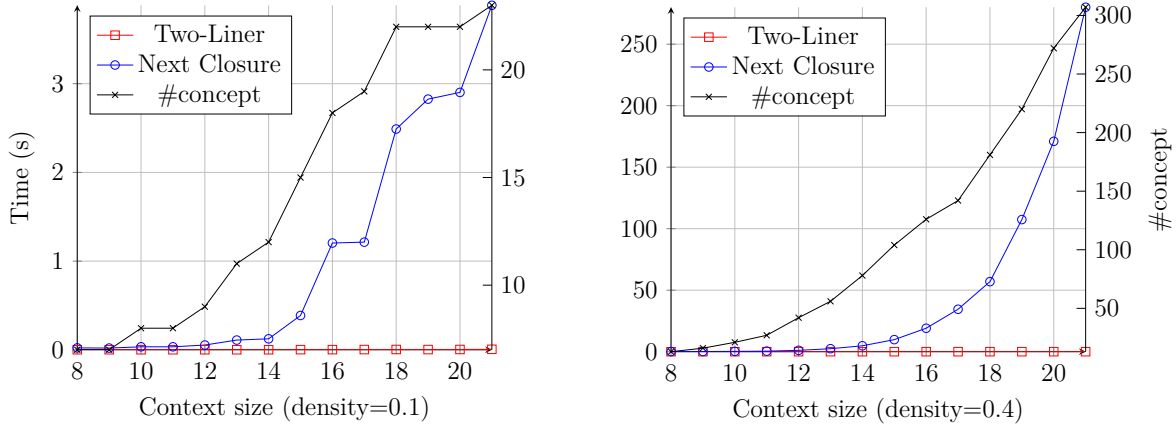 Two-Liner
Next Closure
#concept
3
2
1
0
20
15
10
8 10 12 14 16 18 20
Time (s)
Context size (density=0.1)
Two-Liner
Next Closure
#concept
250
200
150
100
50
0
300
250
200
150
100
50
8 10 12 14 16 18 20
#concept
Context size (density=0.4)